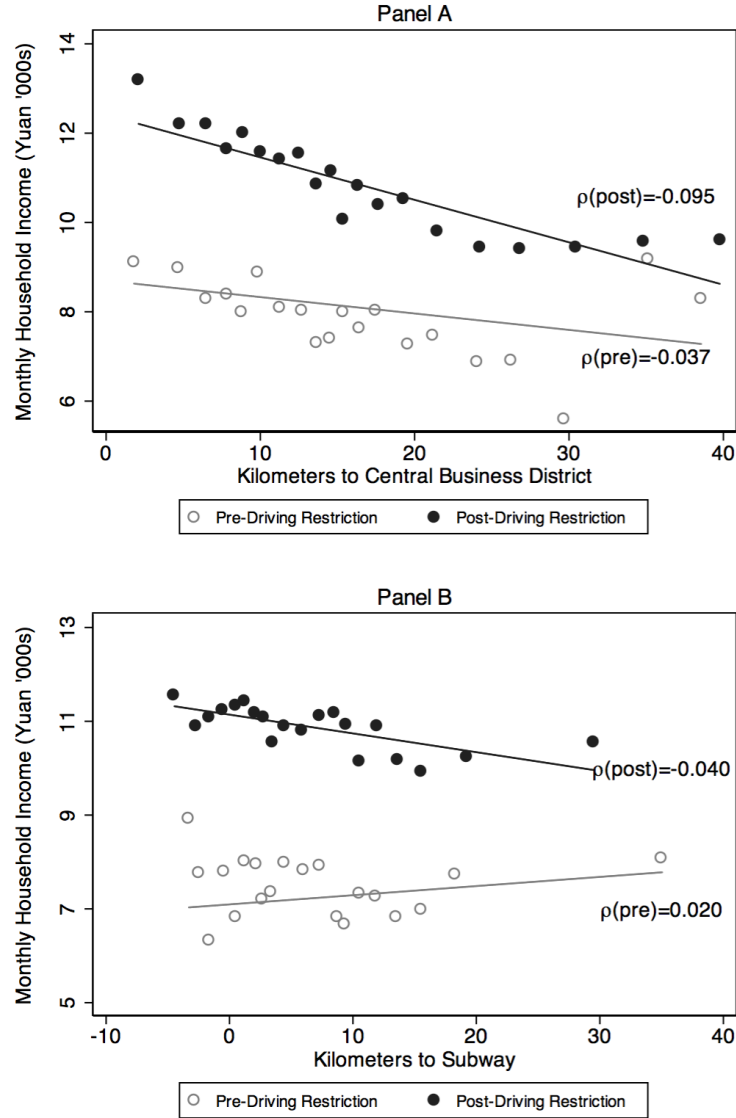 Panel A
Monthly Household Income (Yuan '000s)
14
12
10
8
6
ρ(post)=-0.095
ρ(pre)=-0.037
0 10 20 30 40
Kilometers to Central Business District
Pre-Driving Restriction Post-Driving Restriction
Panel B
Monthly Household Income (Yuan '000s)
13
11
9
7
5
ρ(post)=-0.040
ρ(pre)=0.020
-10 0 10 20 30 40
Kilometers to Subway
Pre-Driving Restriction Post-Driving Restriction